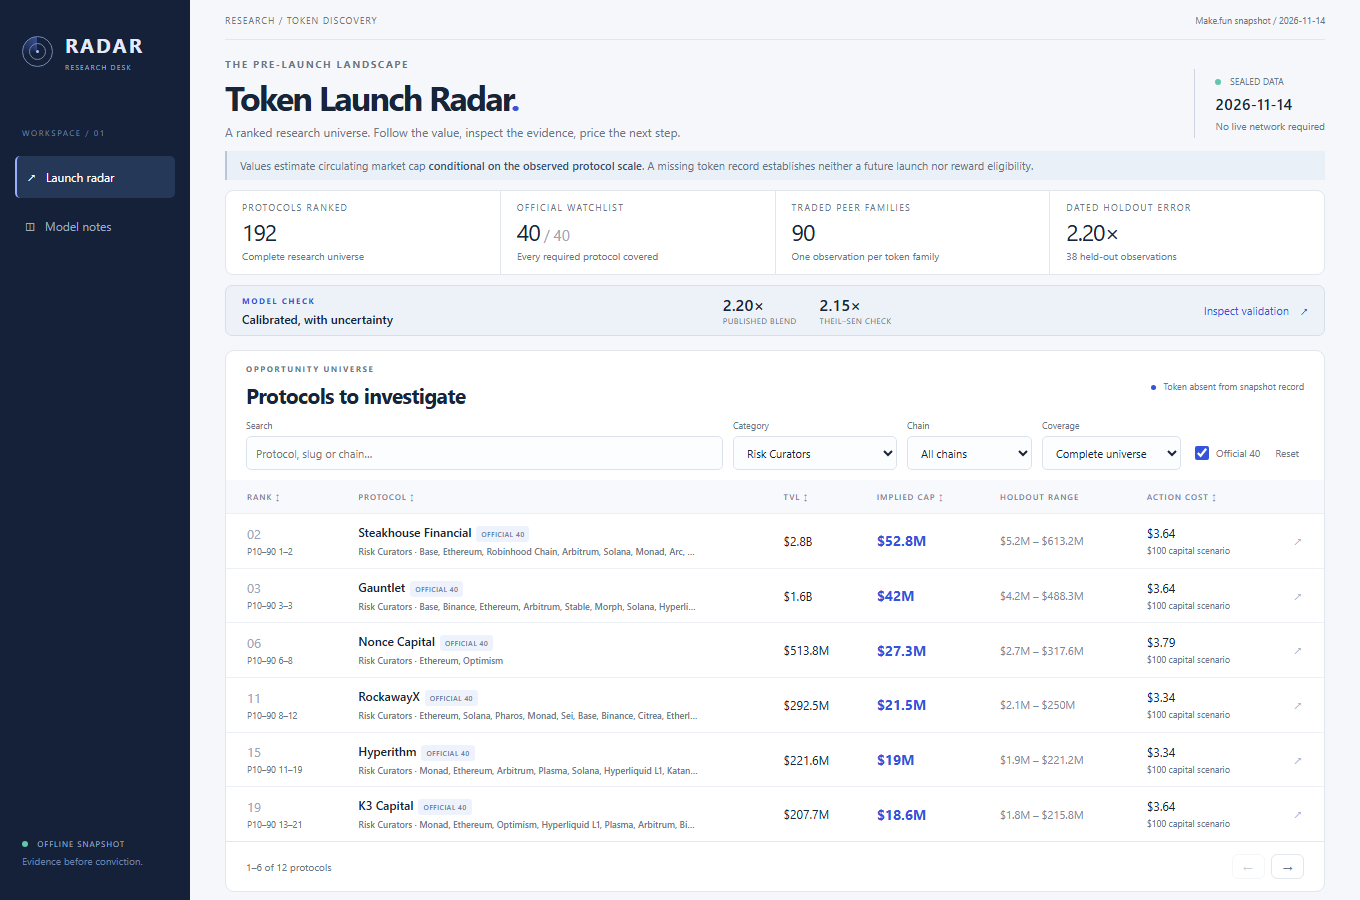 RADAR
RESEARCH DESK
WORKSPACE / 01
Launch radar
Model notes
OFFLINE SNAPSHOT
Evidence before conviction.
RESEARCH / TOKEN DISCOVERY
Make.fun snapshot / 2026-11-14
THE PRE-LAUNCH LANDSCAPE
Token Launch Radar.
A ranked research universe. Follow the value, inspect the evidence, price the next step.
SEALED DATA
2026-11-14
No live network required
Values estimate circulating market cap conditional on the observed protocol scale. A missing token record establishes neither a future launch nor reward eligibility.
PROTOCOLS RANKED
192
Complete research universe
OFFICIAL WATCHLIST
40 / 40
Every required protocol covered
TRADED PEER FAMILIES
90
One observation per token family
DATED HOLDOUT ERROR
2.20×
38 held-out observations
MODEL CHECK
Calibrated, with uncertainty
2.20×
PUBLISHED BLEND
2.15×
THEIL–SEN CHECK
Inspect validation ↗
OPPORTUNITY UNIVERSE
Protocols to investigate
Token absent from snapshot record
Search
Protocol, slug or chain...
Category
Risk Curators
Chain
All chains
Coverage
Complete universe
Official 40
Reset
RANK ↕ PROTOCOL ↕ TVL ↕ IMPLIED CAP ↕ HOLDOUT RANGE ACTION COST ↕
02 Steakhouse Financial OFFICIAL 40 $2.8B $52.8M $5.2M – $613.2M $3.64 ↗
P10–90 1–2 Risk Curators · Base, Ethereum, Robinhood Chain, Arbitrum, Solana, Monad, Arc, ... $100 capital scenario
03 Gauntlet OFFICIAL 40 $1.6B $42M $4.2M – $488.3M $3.64 ↗
P10–90 3–3 Risk Curators · Base, Binance, Ethereum, Arbitrum, Stable, Morph, Solana, Hyperli... $100 capital scenario
06 Nonce Capital OFFICIAL 40 $513.8M $27.3M $2.7M – $317.6M $3.79 ↗
P10–90 6–8 Risk Curators · Ethereum, Optimism $100 capital scenario
11 RockawayX OFFICIAL 40 $292.5M $21.5M $2.1M – $250M $3.34 ↗
P10–90 8–12 Risk Curators · Ethereum, Solana, Pharos, Monad, Sei, Base, Binance, Citrea, Etherl... $100 capital scenario
15 Hyperithm OFFICIAL 40 $221.6M $19M $1.9M – $221.2M $3.34 ↗
P10–90 11–19 Risk Curators · Monad, Ethereum, Arbitrum, Plasma, Solana, Hyperliquid L1, Katan... $100 capital scenario
19 K3 Capital OFFICIAL 40 $207.7M $18.6M $1.8M – $215.8M $3.64 ↗
P10–90 13–21 Risk Curators · Monad, Ethereum, Optimism, Hyperliquid L1, Plasma, Arbitrum, Bi... $100 capital scenario
1–6 of 12 protocols ← →